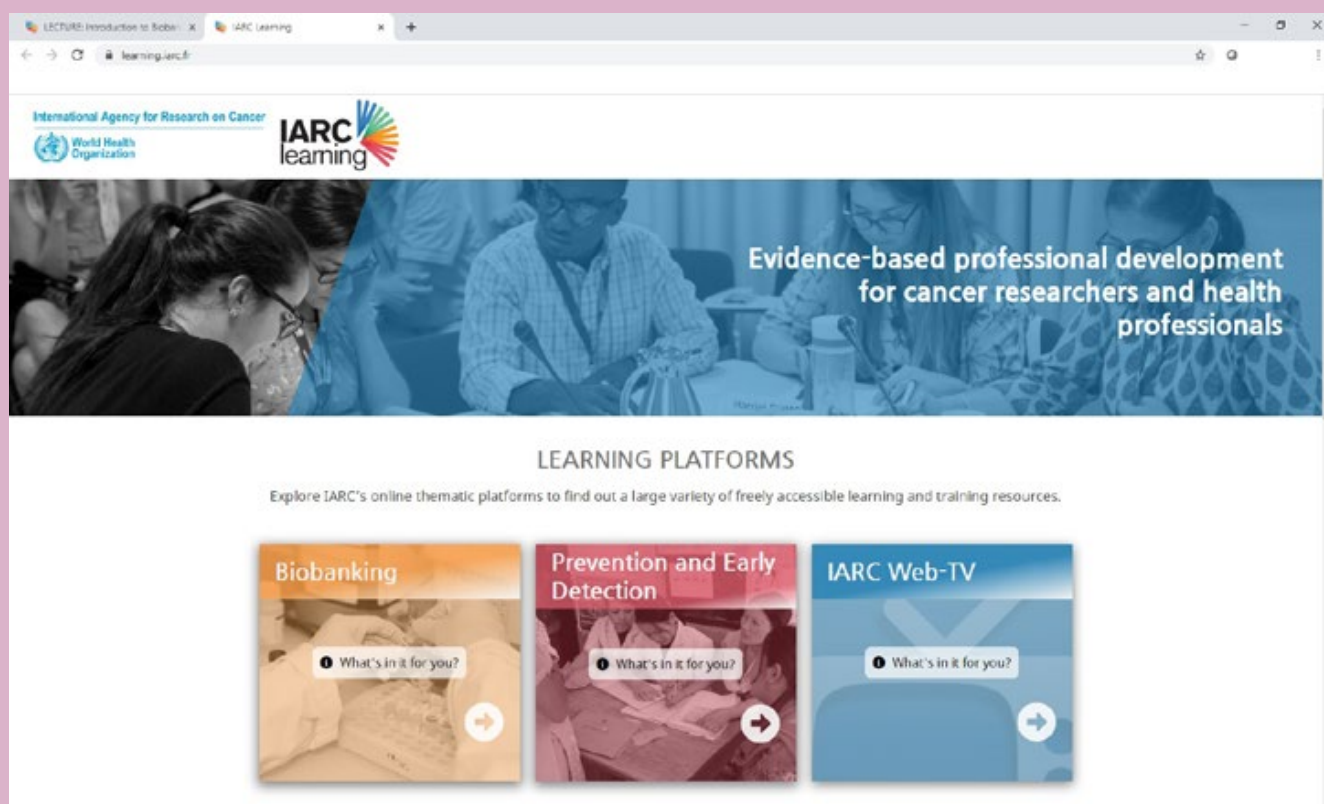 LECTURE: Introduction to Bioban
IARC Learning
learning.iarc.fr
International Agency for Research on Cancer
World Health
Organization
IARC
learning
Evidence-based professional development
for cancer researchers and health
professionals
LEARNING PLATFORMS
Explore IARC's online thematic platforms to find out a large variety of freely accessible learning and training resources.
Biobanking
What's in it for you?
Prevention and Early
Detection
What's in it for you?
IARC Web-TV
What's in it for you?